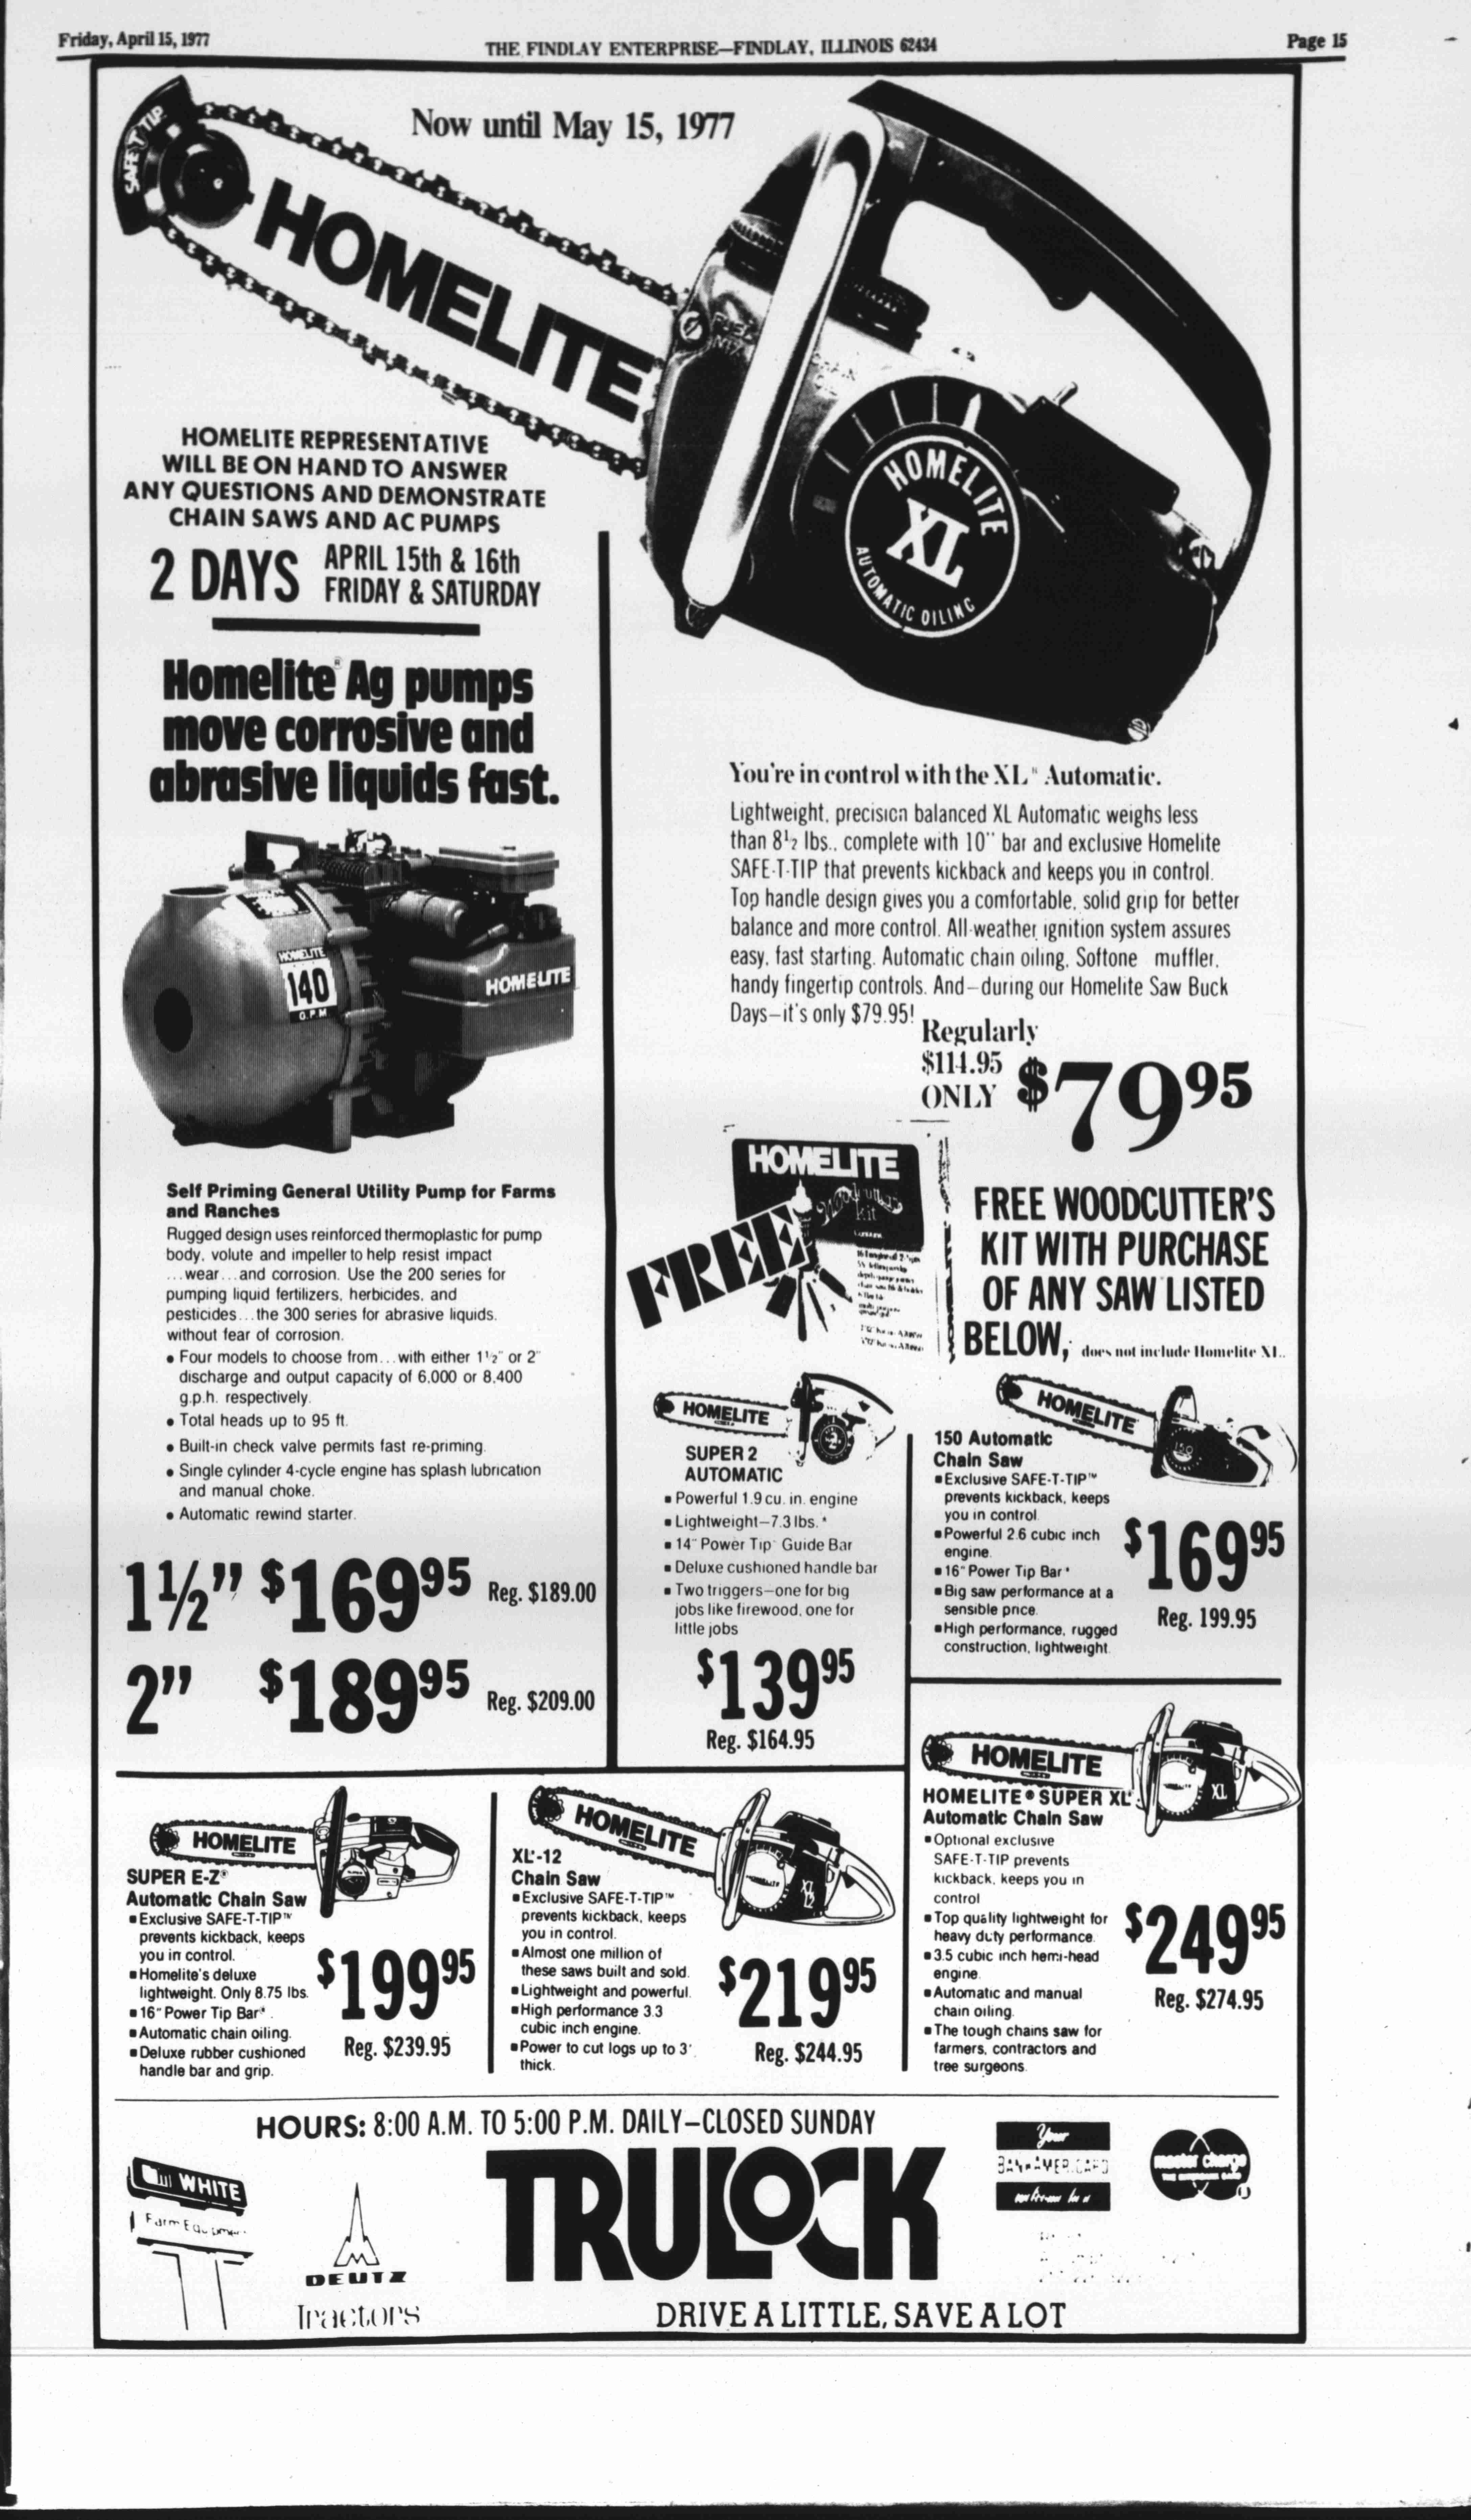 Friday, April 15, 1977
THE FINDLAY ENTERPRISE—FINDLAY, ILLINOIS 62434
Page 15
Now until May 15, 1977
SAFE T TIP
HOMELITE
HOMELITE
XL
AUTOMATIC OILING
HOMELITE REPRESENTATIVE
WILL BE ON HAND TO ANSWER
ANY QUESTIONS AND DEMONSTRATE
CHAIN SAWS AND AC PUMPS
2 DAYS
APRIL 15th & 16th
FRIDAY & SATURDAY
Homelite® Ag pumps
move corrosive and
abrasive liquids fast.
HOMELITE
140
G.P.M
HOMELITE
Self Priming General Utility Pump for Farms
and Ranches
Rugged design uses reinforced thermoplastic for pump
body, volute and impeller to help resist impact
...wear...and corrosion. Use the 200 series for
pumping liquid fertilizers, herbicides, and
pesticides...the 300 series for abrasive liquids.
without fear of corrosion.
• Four models to choose from...with either 1½" or 2"
discharge and output capacity of 6,000 or 8,400
g.p.h. respectively.
• Total heads up to 95 ft.
• Built-in check valve permits fast re-priming.
• Single cylinder 4-cycle engine has splash lubrication
and manual choke.
• Automatic rewind starter.
1½” $169 95 Reg. $189.00
2” $189 95 Reg. $209.00
You're in control with the XL® Automatic.
Lightweight, precision balanced XL Automatic weighs less
than 8½ lbs., complete with 10" bar and exclusive Homelite
SAFE-T-TIP that prevents kickback and keeps you in control.
Top handle design gives you a comfortable, solid grip for better
balance and more control. All-weather ignition system assures
easy, fast starting. Automatic chain oiling, Softone muffler,
handy fingertip controls. And—during our Homelite Saw Buck
Days—it's only $79.95!
Regularly
$114.95
ONLY
$79 95
HOMELITE
Woodcutter's
kit
FREE
FREE WOODCUTTER'S
KIT WITH PURCHASE
OF ANY SAW LISTED
BELOW, does not include Homelite XL.
HOMELITE
SUPER 2
AUTOMATIC
▪ Powerful 1.9 cu. in. engine
▪ Lightweight—7.3 lbs.*
▪ 14" Power Tip® Guide Bar
▪ Deluxe cushioned handle bar
▪ Two triggers—one for big
jobs like firewood, one for
little jobs
$139 95
Reg. $164.95
HOMELITE
150
150 Automatic
Chain Saw
▪ Exclusive SAFE-T-TIP™
prevents kickback, keeps
you in control
▪ Powerful 2.6 cubic inch
engine.
▪ 16" Power Tip Bar*
▪ Big saw performance at a
sensible price.
▪ High performance, rugged
construction, lightweight.
$169 95
Reg. 199.95
HOMELITE
XL
HOMELITE® SUPER XL®
Automatic Chain Saw
▪ Optional exclusive
SAFE-T-TIP prevents
kickback, keeps you in
control
▪ Top quality lightweight for
heavy duty performance.
▪ 3.5 cubic inch hemi-head
engine.
▪ Automatic and manual
chain oiling.
▪ The tough chains saw for
farmers, contractors and
tree surgeons.
$249 95
Reg. $274.95
HOMELITE
SUPER E-Z®
Automatic Chain Saw
▪ Exclusive SAFE-T-TIP™
prevents kickback, keeps
you in control.
▪ Homelite's deluxe
lightweight. Only 8.75 lbs.
▪ 16" Power Tip Bar®*.
▪ Automatic chain oiling.
▪ Deluxe rubber cushioned
handle bar and grip.
$199 95
Reg. $239.95
HOMELITE
XL
12
XL®-12
Chain Saw
▪ Exclusive SAFE-T-TIP™
prevents kickback, keeps
you in control.
▪ Almost one million of
these saws built and sold.
▪ Lightweight and powerful.
▪ High performance 3.3
cubic inch engine.
▪ Power to cut logs up to 3'
thick.
$219 95
Reg. $244.95
HOURS: 8:00 A.M. TO 5:00 P.M. DAILY—CLOSED SUNDAY
WHITE
Farm Equipment
DEUTZ
Tractors
TRULOCK
DRIVE A LITTLE, SAVE A LOT
Your
BANKAMERICARD
master charge
THE INTERBANK CARD